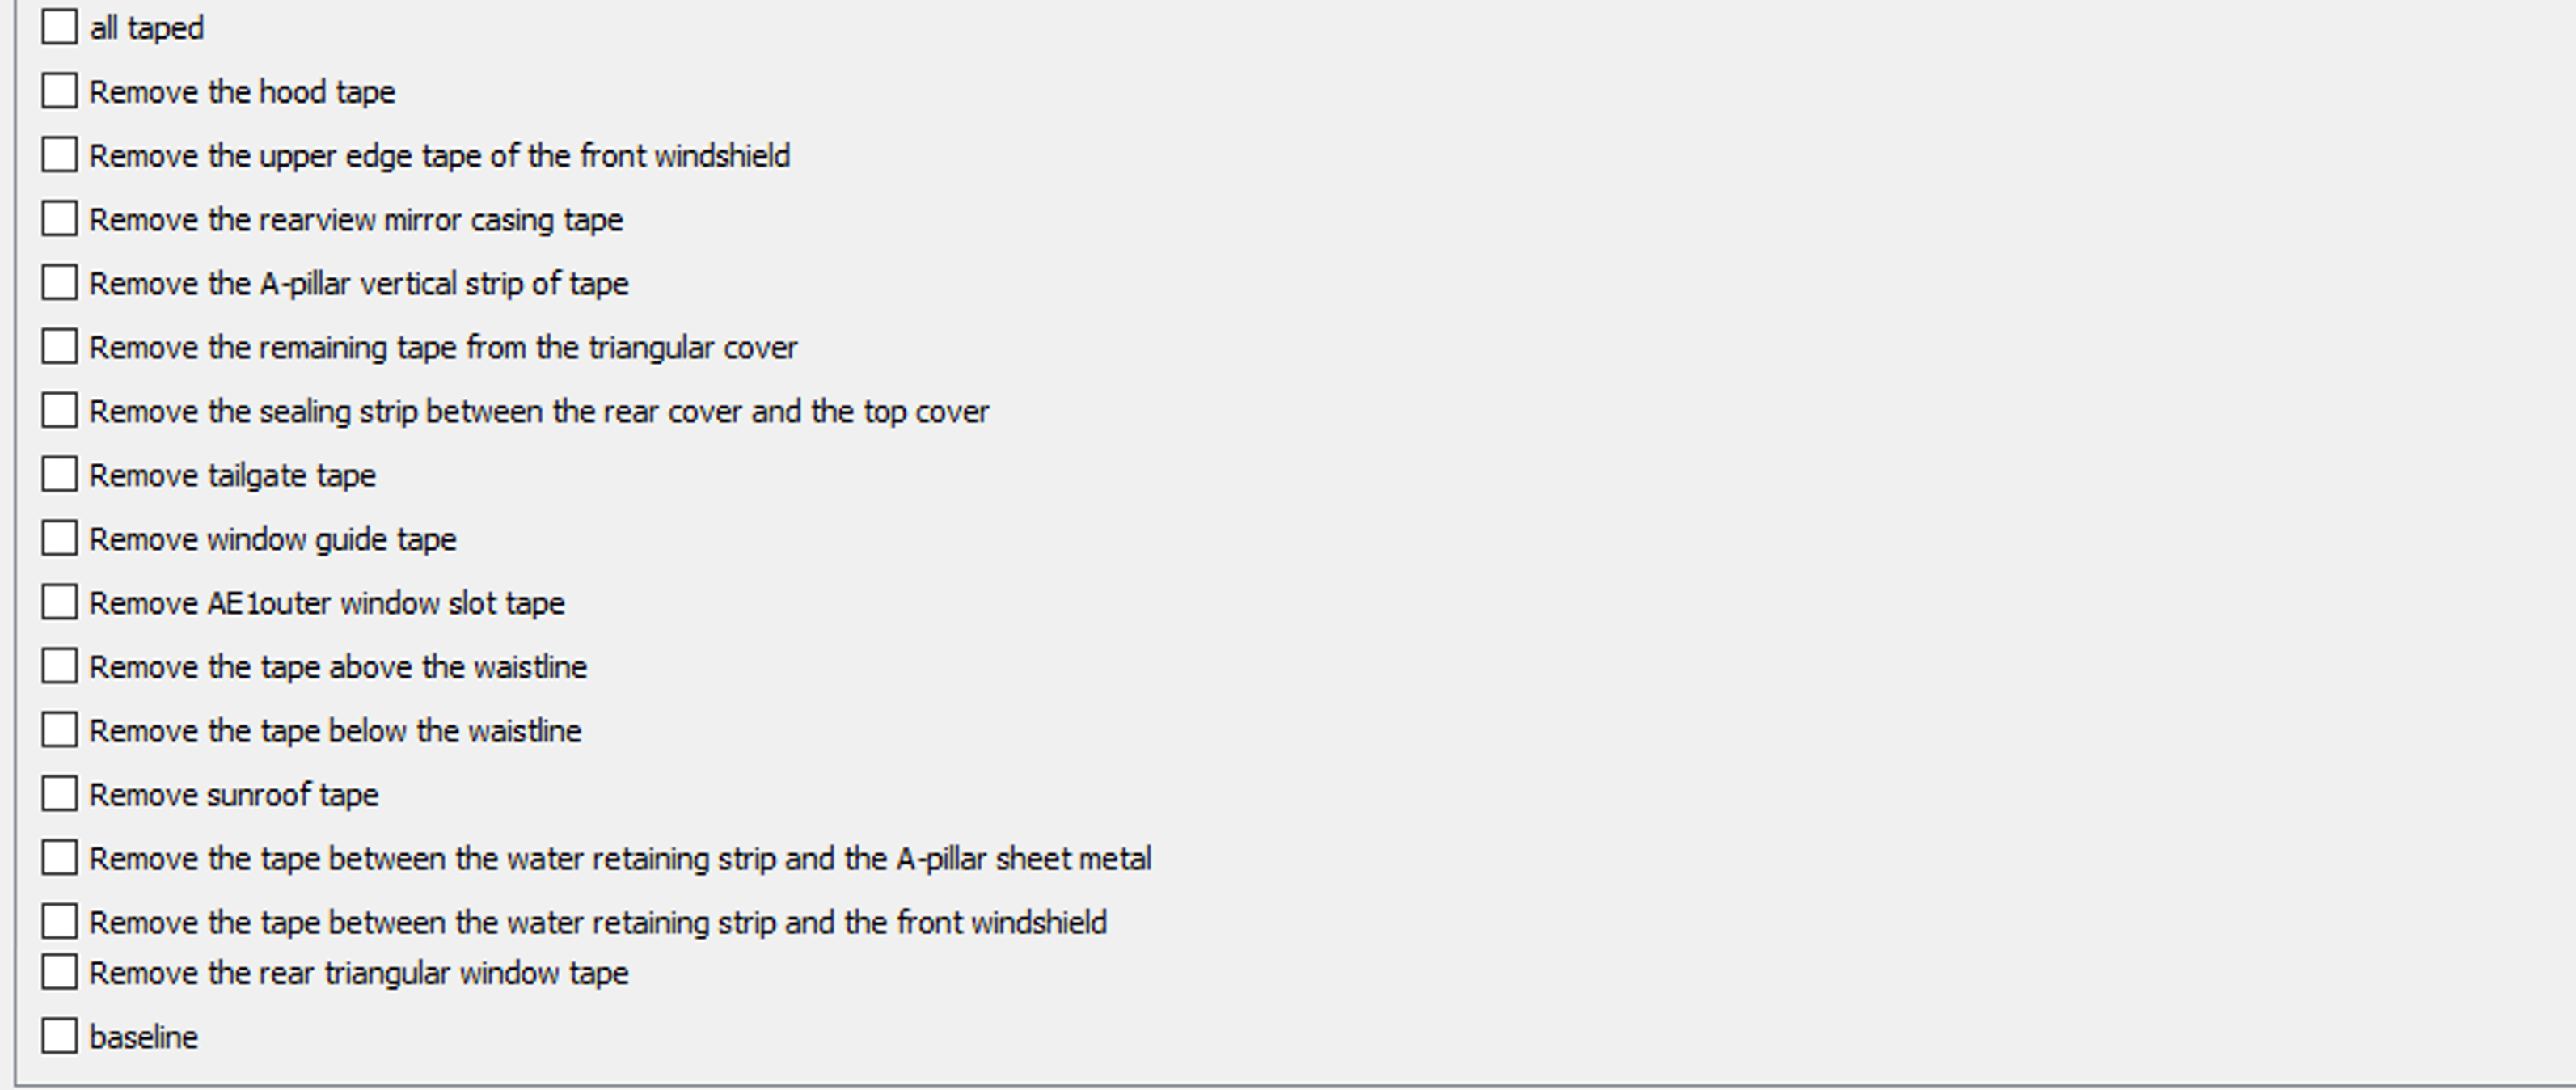 all taped
Remove the hood tape
Remove the upper edge tape of the front windshield
Remove the rearview mirror casing tape
Remove the A-pillar vertical strip of tape
Remove the remaining tape from the triangular cover
Remove the sealing strip between the rear cover and the top cover
Remove tailgate tape
Remove window guide tape
Remove AE1outer window slot tape
Remove the tape above the waistline
Remove the tape below the waistline
Remove sunroof tape
Remove the tape between the water retaining strip and the A-pillar sheet metal
Remove the tape between the water retaining strip and the front windshield
Remove the rear triangular window tape
baseline